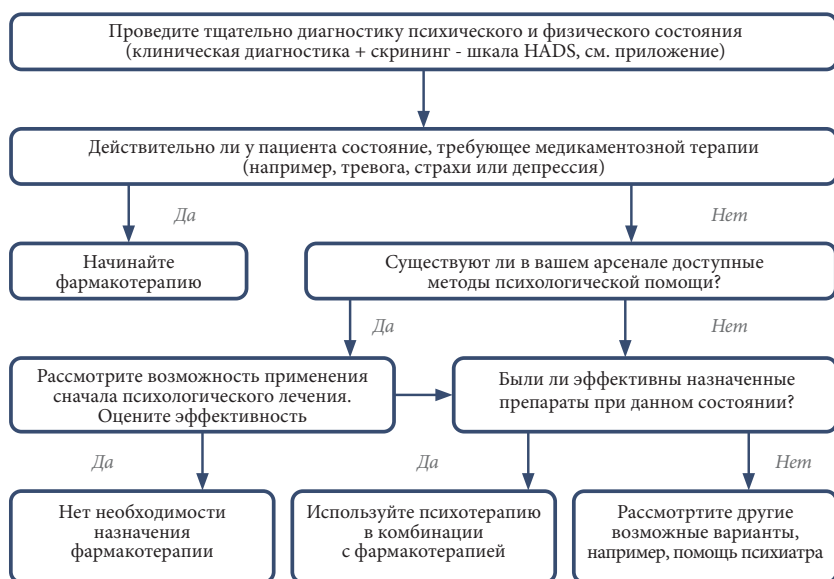 Проведите тщательно диагностику психического и физического состояния
(клиническая диагностика + скрининг - шкала HADS, см. приложение)
Действительно ли у пациента состояние, требующее медикаментозной терапии
(например, тревога, страхи или депрессия)
Да
Нет
Начинайте
фармакотерапию
Существуют ли в вашем арсенале доступные
методы психологической помощи?
Да
Нет
Рассмотрите возможность применения
сначала психологического лечения.
Оцените эффективность
Были ли эффективны назначенные
препараты при данном состоянии?
Да
Да
Нет
Нет необходимости
назначения
фармакотерапии
Используйте психотерапию
в комбинации
с фармакотерапией
Рассмотртите другие
возможные варианты,
например, помощь психиатра